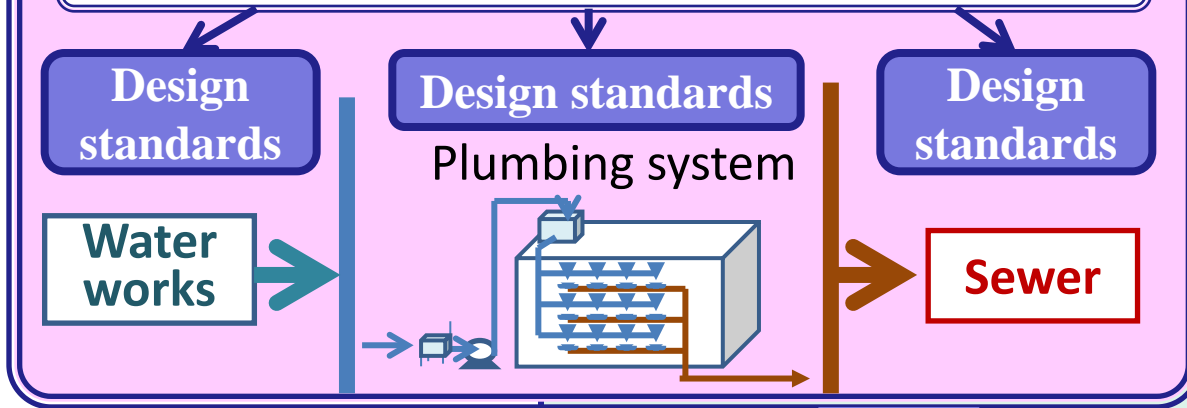 Design
standards
Design standards
Design
standards
Plumbing system
Water
works
Sewer